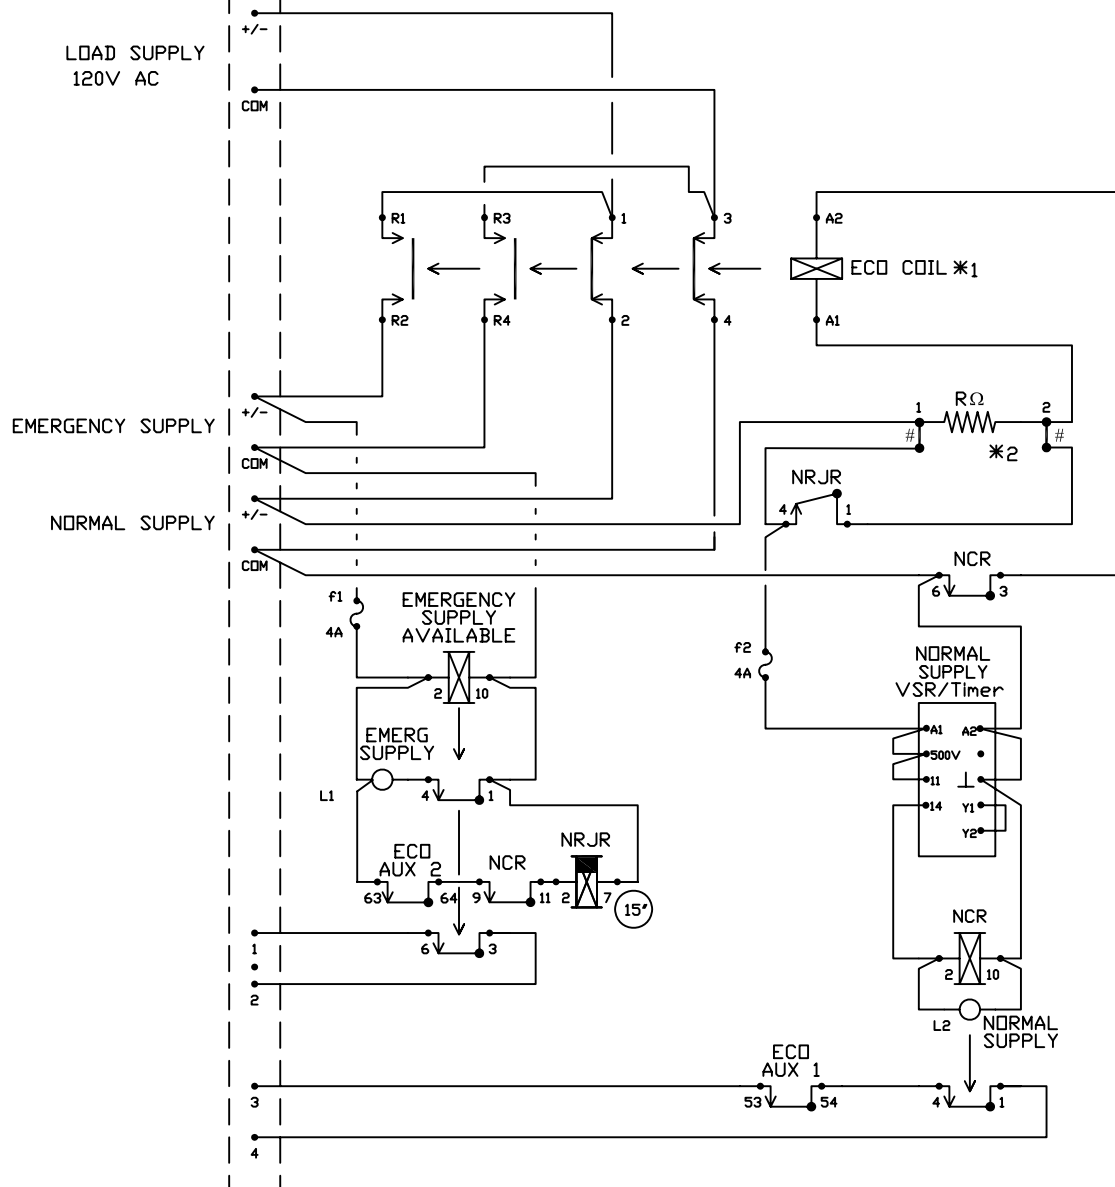 +/-
LOAD SUPPLY
120V AC
COM
R1
R3
1
3
A2
ECO COIL *1
R2
R4
2
4
A1
+/-
EMERGENCY SUPPLY
COM
+/-
NORMAL SUPPLY
COM
RΩ
1
2
#
#
*2
NRJR
4
1
NCR
6
3
f1
4A
EMERGENCY
SUPPLY
AVAILABLE
2
10
f2
4A
NORMAL
SUPPLY
VSR/Timer
A1
A2
500V
11
⊥
14
Y1
Y2
EMERG
SUPPLY
L1
4
1
ECO
AUX 2
NCR
NRJR
63
64
9
11
2
7
15"
1
6
3
2
NCR
2
10
L2
NORMAL
SUPPLY
ECO
AUX 1
3
53
54
4
1
4